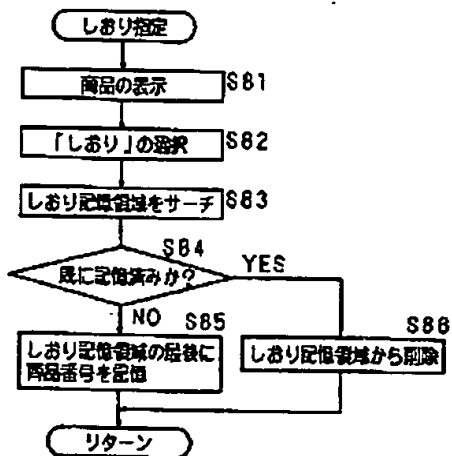 しおり指定
商品の表示 S81
「しおり」の選択 S82
しおり記憶領域をサーチ S83
S84
既に記憶済みか? YES
NO S85
しおり記憶領域の最後に
商品番号を記憶
S86
しおり記憶領域から削除
リターン